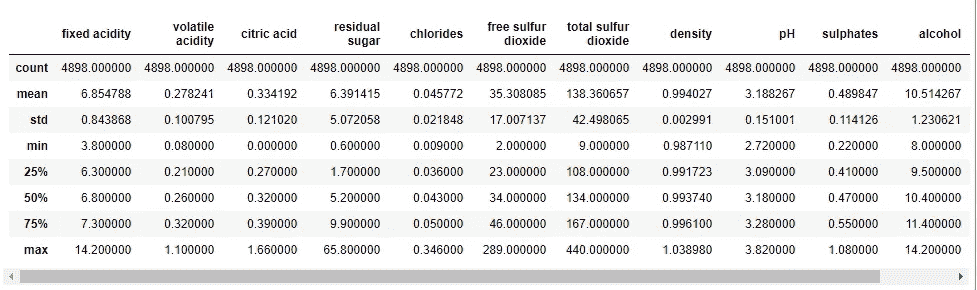 fixed acidity volatile acidity citric acid residual sugar chlorides free sulfur dioxide total sulfur dioxide density pH sulphates alcohol
count 4898.000000 4898.000000 4898.000000 4898.000000 4898.000000 4898.000000 4898.000000 4898.000000 4898.000000 4898.000000 4898.000000
mean 6.854788 0.278241 0.334192 6.391415 0.045772 35.308085 138.360657 0.994027 3.188267 0.489847 10.514267
std 0.843868 0.100795 0.121020 5.072058 0.021848 17.007137 42.498065 0.002991 0.151001 0.114126 1.230621
min 3.800000 0.080000 0.000000 0.600000 0.009000 2.000000 9.000000 0.987110 2.720000 0.220000 8.000000
25% 6.300000 0.210000 0.270000 1.700000 0.036000 23.000000 108.000000 0.991723 3.090000 0.410000 9.500000
50% 6.800000 0.260000 0.320000 5.200000 0.043000 34.000000 134.000000 0.993740 3.180000 0.470000 10.400000
75% 7.300000 0.320000 0.390000 9.900000 0.050000 46.000000 167.000000 0.996100 3.280000 0.550000 11.400000
max 14.200000 1.100000 1.660000 65.800000 0.346000 289.000000 440.000000 1.038980 3.820000 1.080000 14.200000